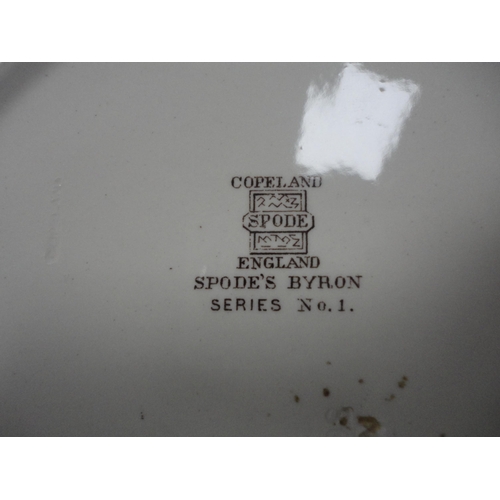 COPELAND
SPODE
ENGLAND
SPODE'S BYRON
SERIES No. 1.